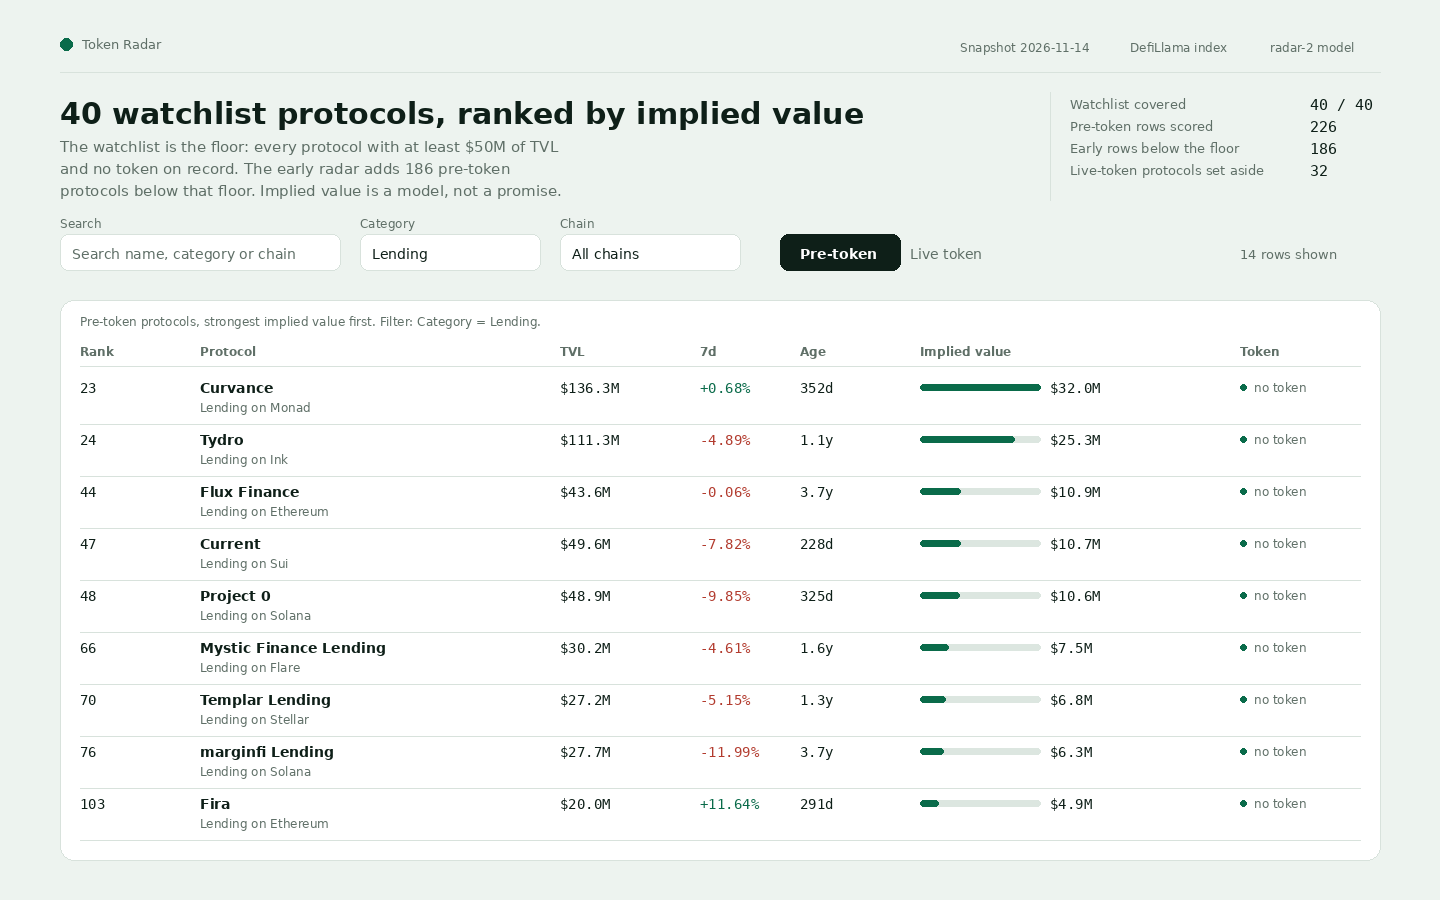 Token Radar
Snapshot 2026-11-14 DefiLlama index radar-2 model
40 watchlist protocols, ranked by implied value
The watchlist is the floor: every protocol with at least $50M of TVL
and no token on record. The early radar adds 186 pre-token
protocols below that floor. Implied value is a model, not a promise.
Watchlist covered 40 / 40
Pre-token rows scored 226
Early rows below the floor 186
Live-token protocols set aside 32
Search Category Chain
Search name, category or chain Lending All chains Pre-token Live token 14 rows shown
Pre-token protocols, strongest implied value first. Filter: Category = Lending.
Rank Protocol TVL 7d Age Implied value Token
23 Curvance $136.3M +0.68% 352d $32.0M no token
Lending on Monad
24 Tydro $111.3M -4.89% 1.1y $25.3M no token
Lending on Ink
44 Flux Finance $43.6M -0.06% 3.7y $10.9M no token
Lending on Ethereum
47 Current $49.6M -7.82% 228d $10.7M no token
Lending on Sui
48 Project 0 $48.9M -9.85% 325d $10.6M no token
Lending on Solana
66 Mystic Finance Lending $30.2M -4.61% 1.6y $7.5M no token
Lending on Flare
70 Templar Lending $27.2M -5.15% 1.3y $6.8M no token
Lending on Stellar
76 marginfi Lending $27.7M -11.99% 3.7y $6.3M no token
Lending on Solana
103 Fira $20.0M +11.64% 291d $4.9M no token
Lending on Ethereum